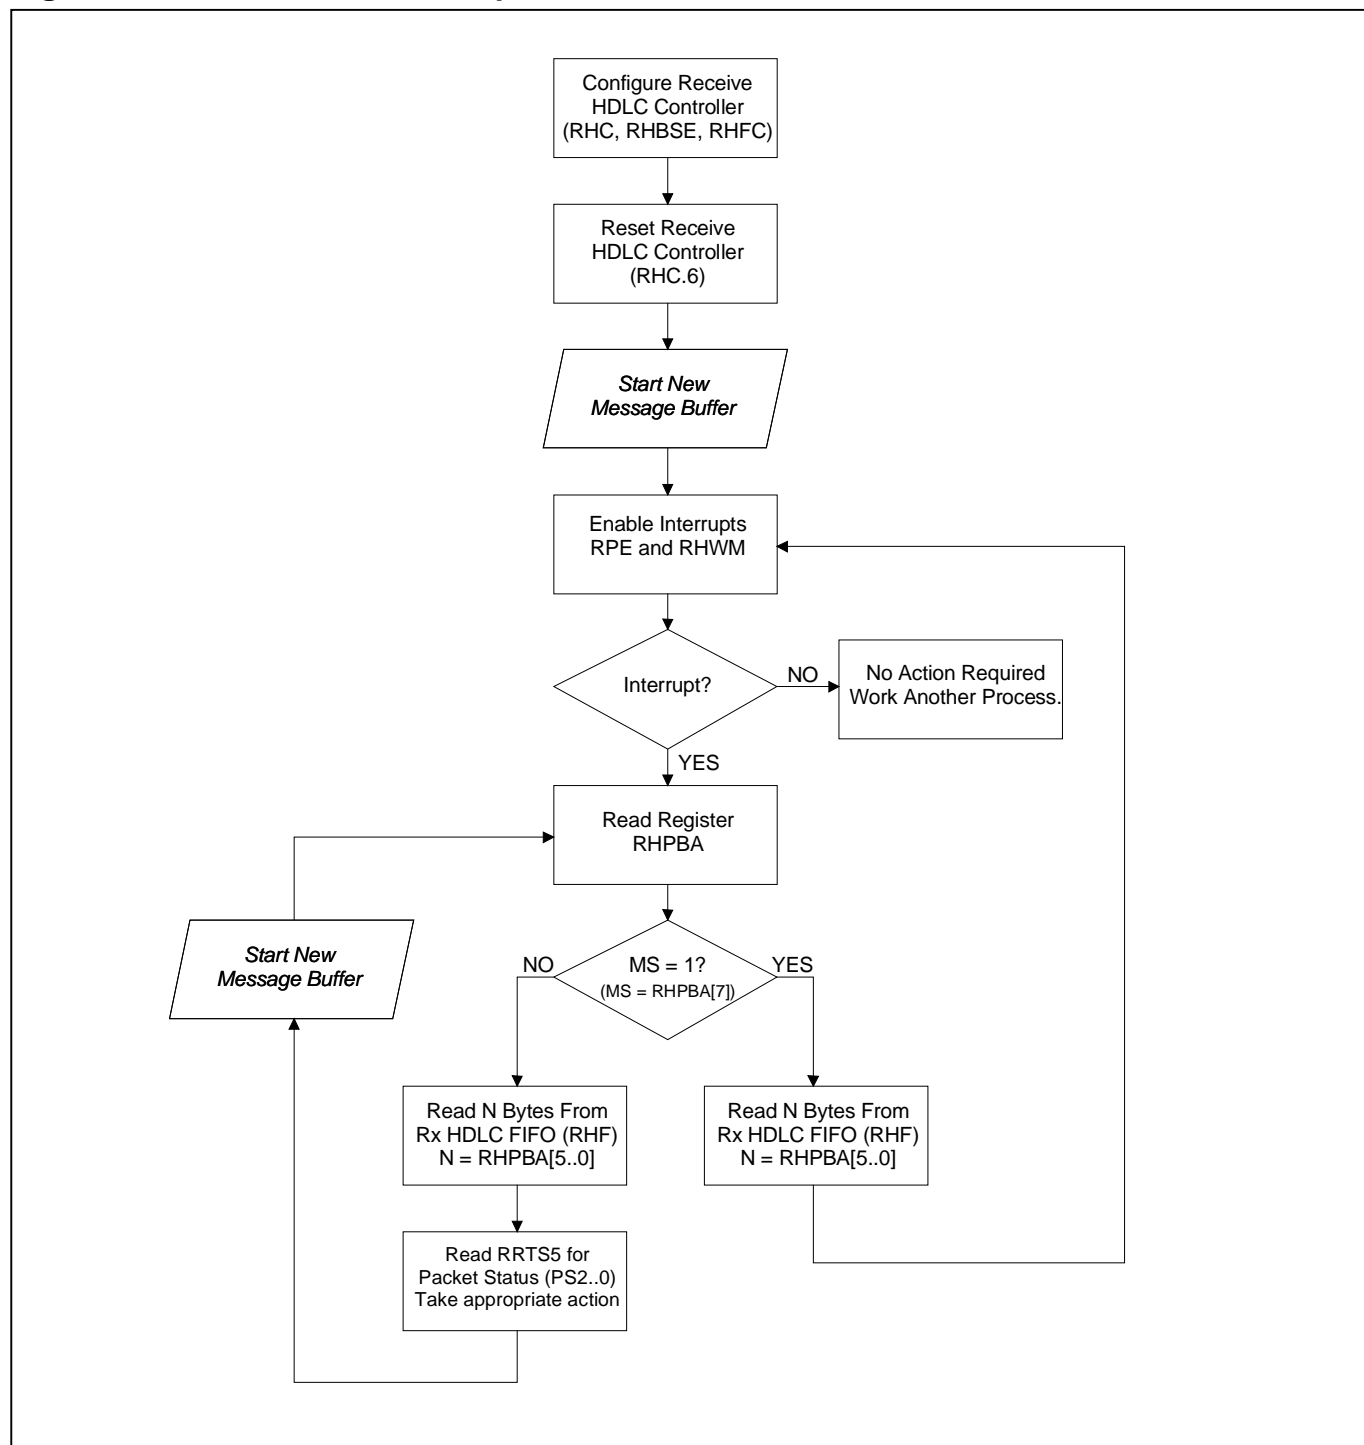 Configure Receive
HDLC Controller
(RHC, RHBSE, RHFC)
Reset Receive
HDLC Controller
(RHC.6)
Start New
Message Buffer
Enable Interrupts
RPE and RHWM
Interrupt?
NO
No Action Required
Work Another Process.
YES
Read Register
RHPBA
Start New
Message Buffer
NO
MS = 1?
(MS = RHPBA[7])
YES
Read N Bytes From
Rx HDLC FIFO (RHF)
N = RHPBA[5..0]
Read N Bytes From
Rx HDLC FIFO (RHF)
N = RHPBA[5..0]
Read RRTS5 for
Packet Status (PS2..0)
Take appropriate action